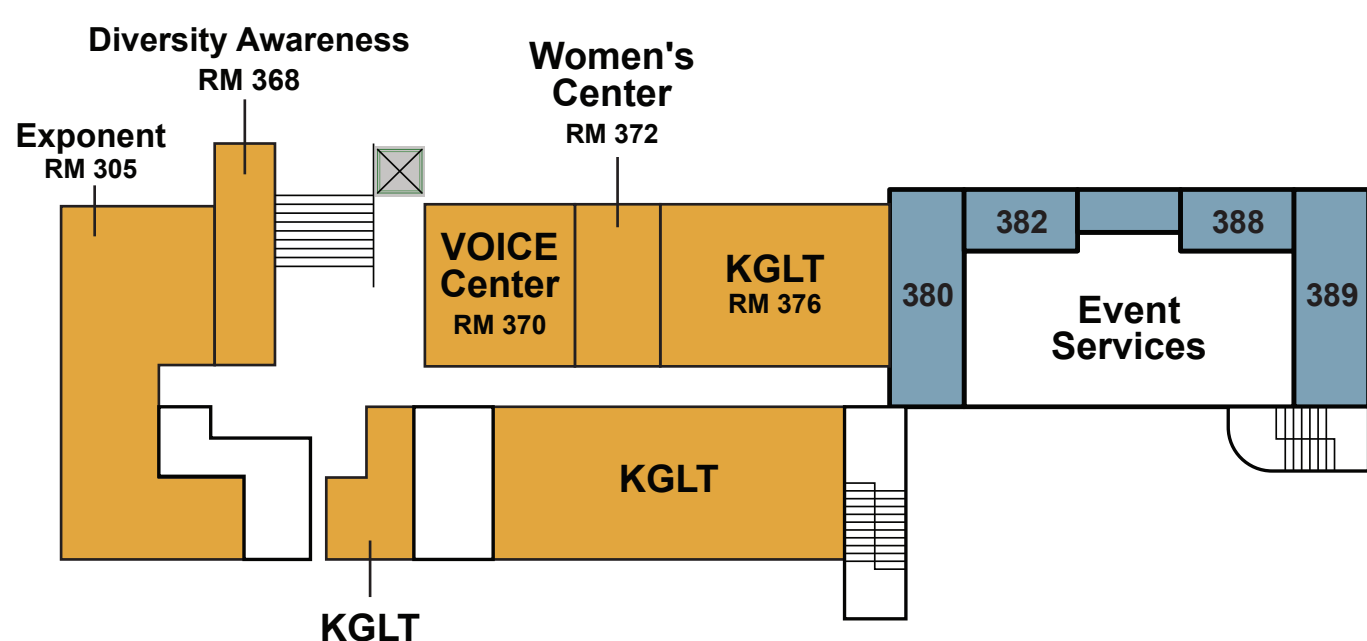 Diversity Awareness
RM 368
Women's
Center
RM 372
Exponent
RM 305
VOICE
Center
RM 370
KGLT
RM 376
380
382
388
389
Event
Services
KGLT
KGLT